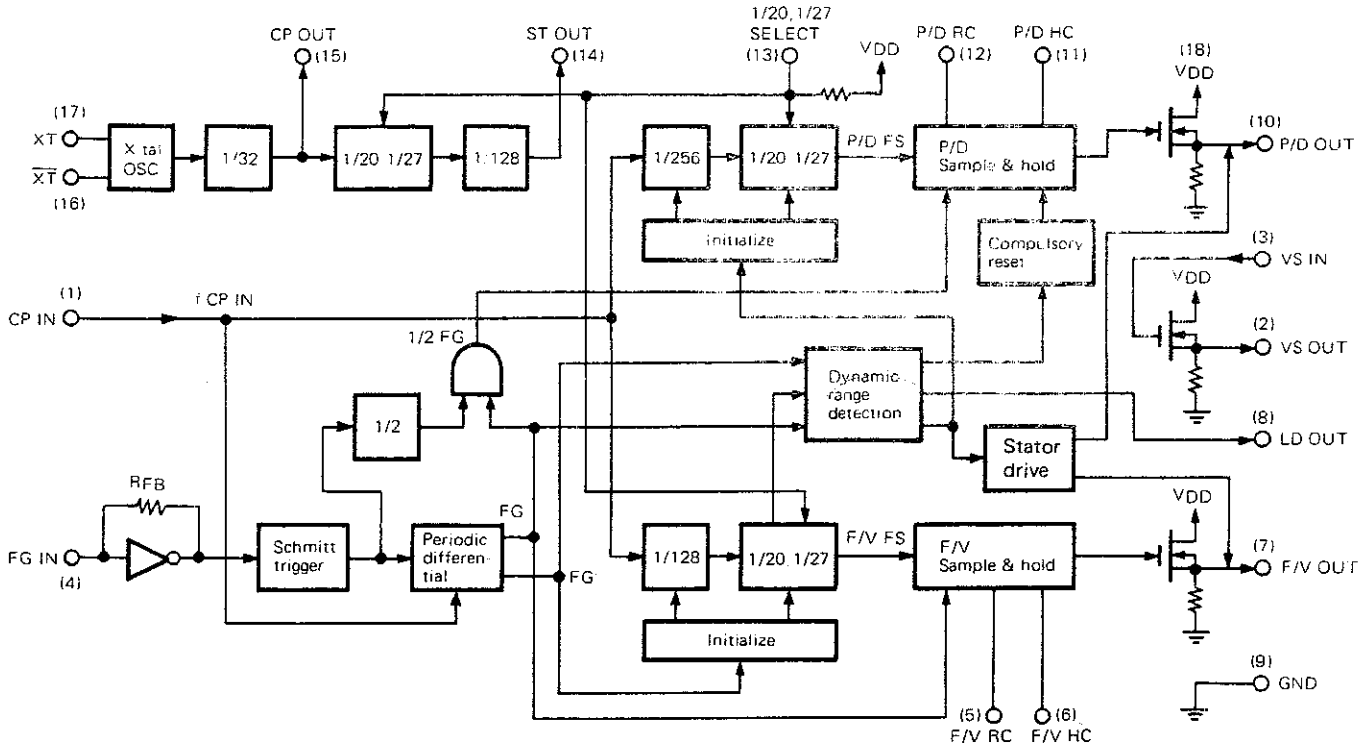 1/20, 1/27
SELECT
(13)
CP OUT
(15)
ST OUT
(14)
VDD
P/D RC
(12)
P/D HC
(11)
(18)
VDD
(17)
XT
X'tal
OSC
1/32
1/20 1/27
1/128
XT
(16)
1/256
1/20 1/27
P/D FS
P/D
Sample & hold
(10)
P/D OUT
Initialize
Compulsory
reset
(3)
VS IN
VDD
(1)
CP IN
f CP IN
1/2 FG
(2)
VS OUT
Dynamic
range
detection
1/2
(8)
LD OUT
Stator
drive
RFB
FG
VDD
FG IN
(4)
Schmitt
trigger
Periodic
differen-
tial
FG
1/128
1/20, 1/27
F/V FS
F/V
Sample & hold
(7)
F/V OUT
Initialize
(9)
GND
(5)
F/V RC
(6)
F/V HC